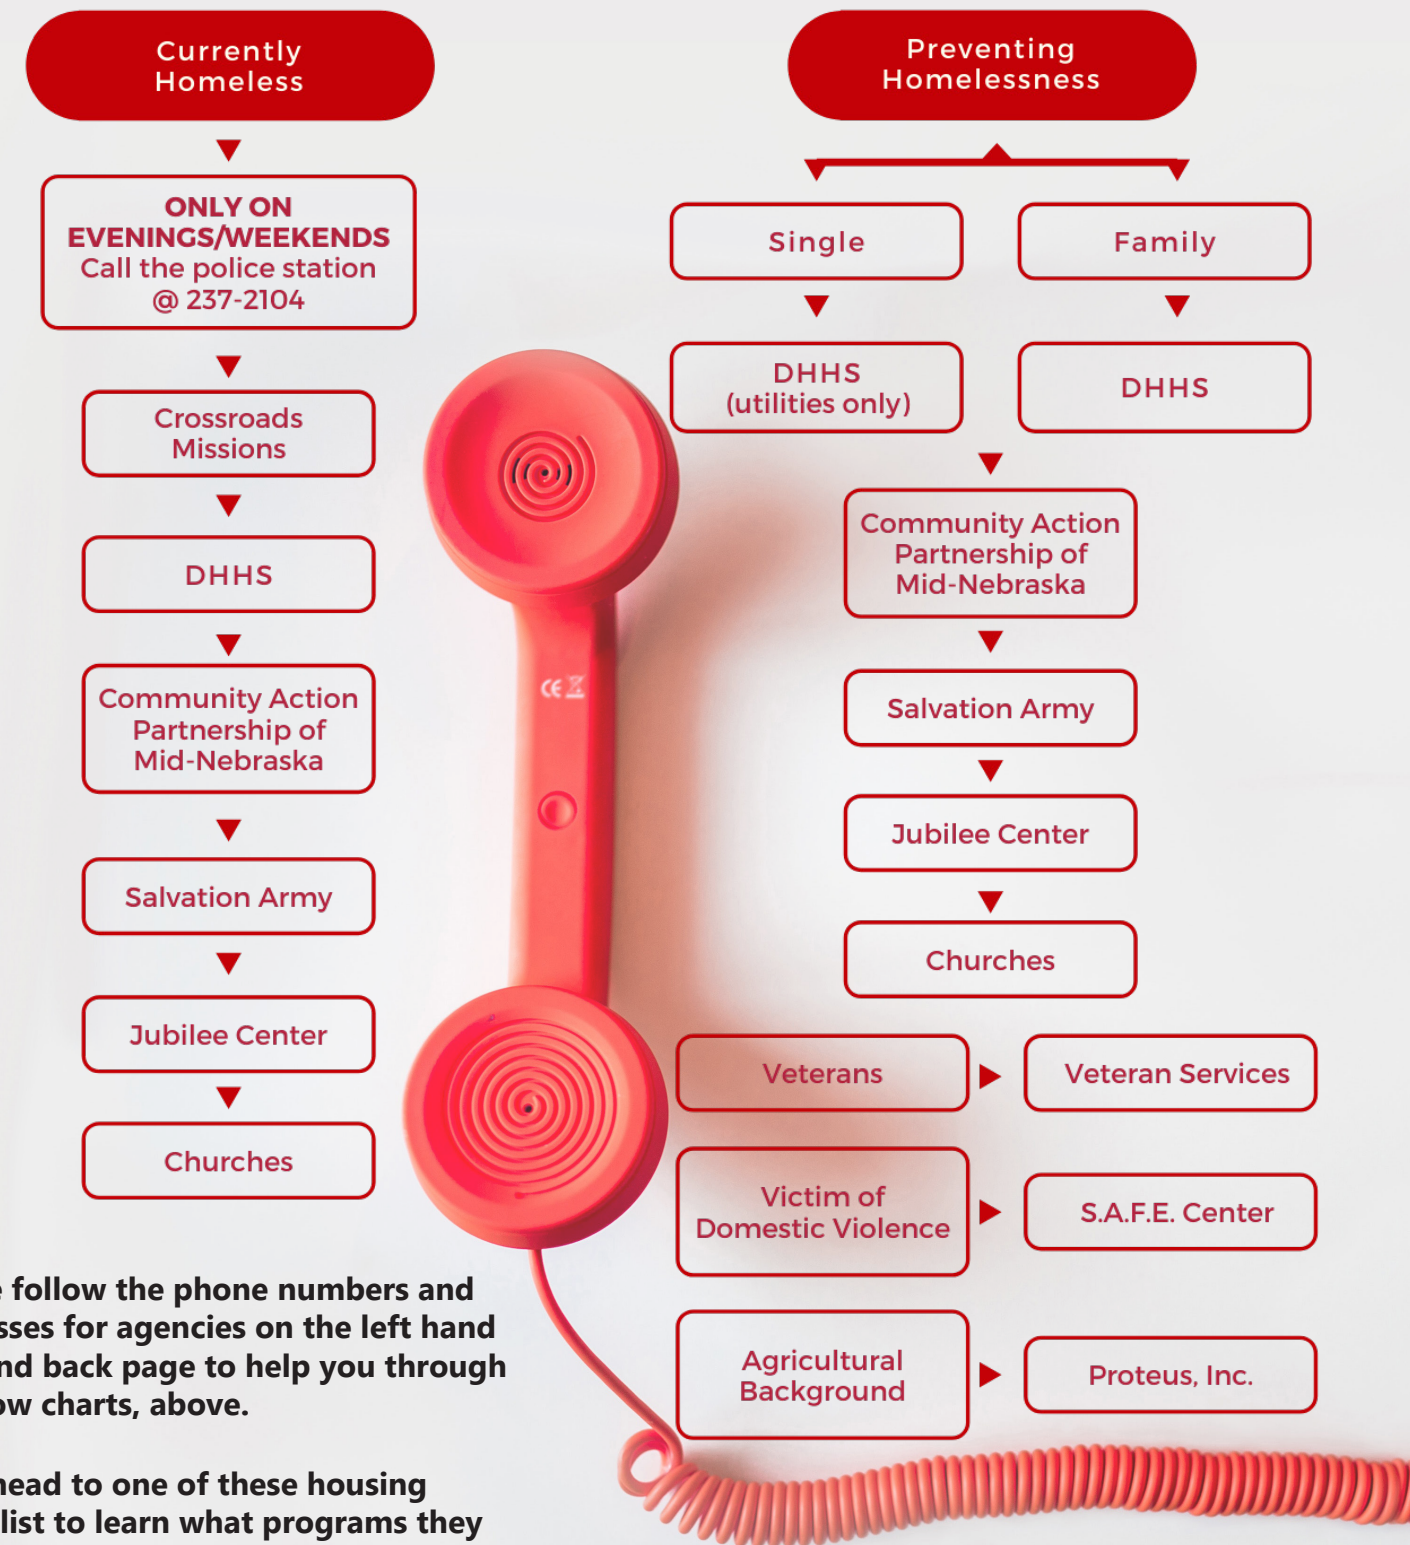 Currently
Homeless
ONLY ON
EVENINGS/WEEKENDS
Call the police station
@ 237-2104
Crossroads
Missions
DHHS
Community Action
Partnership of
Mid-Nebraska
Salvation Army
Jubilee Center
Churches
Preventing
Homelessness
Single
Family
DHHS
(utilities only)
DHHS
Community Action
Partnership of
Mid-Nebraska
Salvation Army
Jubilee Center
Churches
Veterans
Veteran Services
Victim of
Domestic Violence
S.A.F.E. Center
Agricultural
Background
Proteus, Inc.
CE
follow the phone numbers and
for agencies on the left hand
back page to help you through
charts, above.
to one of these housing
list to learn what programs they